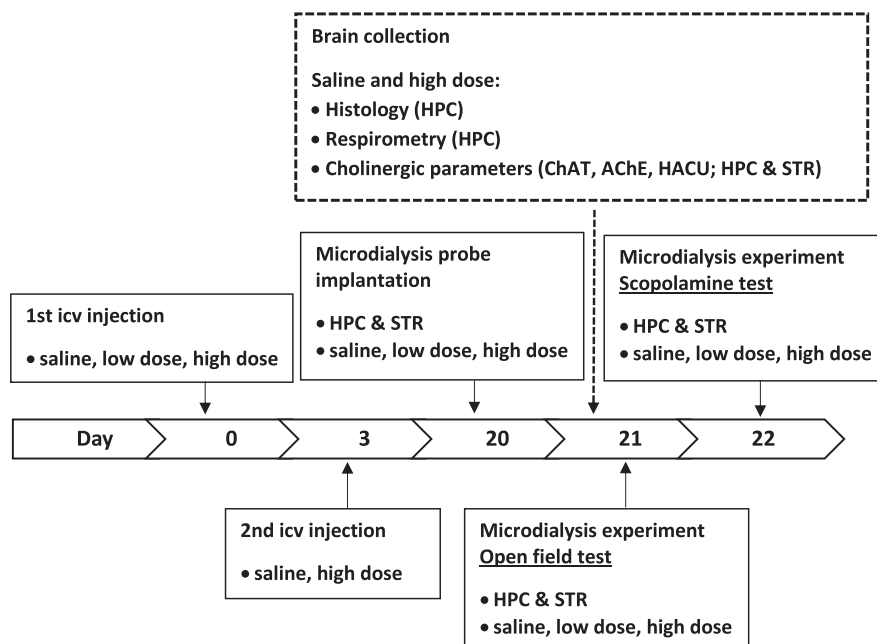 Brain collection
Saline and high dose:
• Histology (HPC)
• Respirometry (HPC)
• Cholinergic parameters (ChAT, AChE, HACU; HPC & STR)
Microdialysis probe
implantation
• HPC & STR
• saline, low dose, high dose
Microdialysis experiment
Scopolamine test
• HPC & STR
• saline, low dose, high dose
1st icv injection
• saline, low dose, high dose
Day 0 3 20 21 22
2nd icv injection
• saline, high dose
Microdialysis experiment
Open field test
• HPC & STR
• saline, low dose, high dose